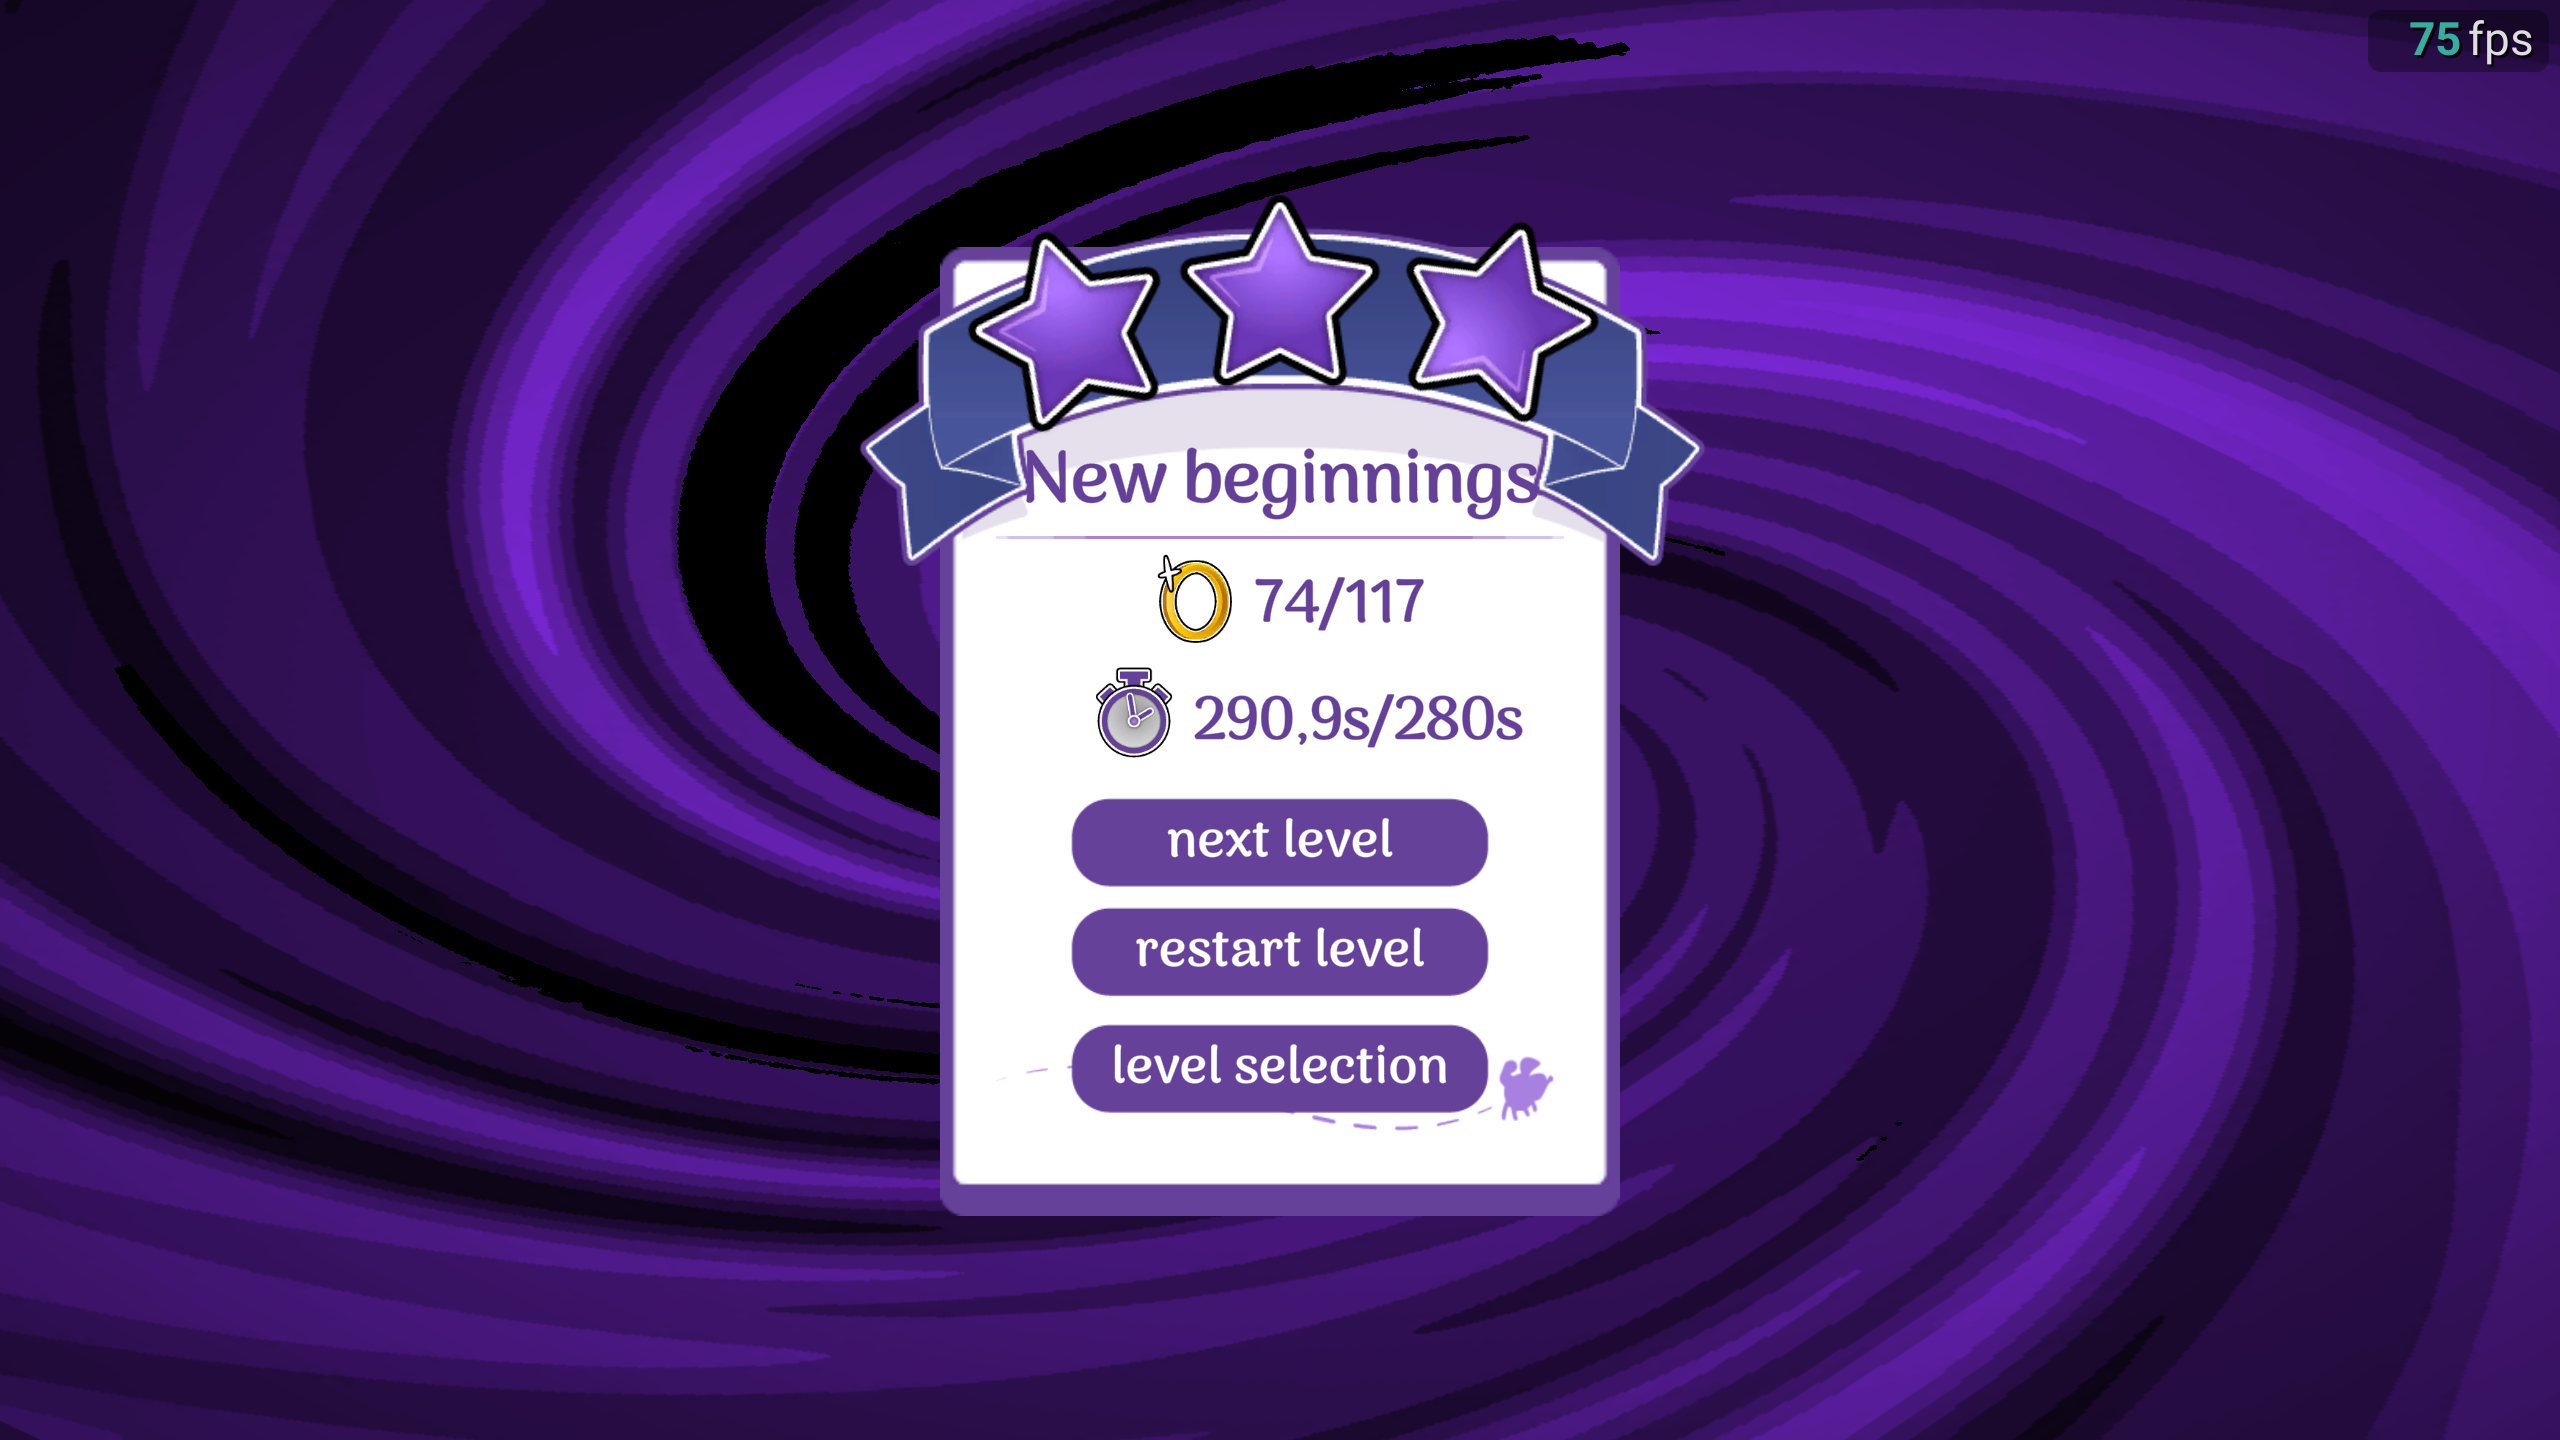 75 fps
New beginnings
74/117
290,9s/280s
next level
restart level
level selection